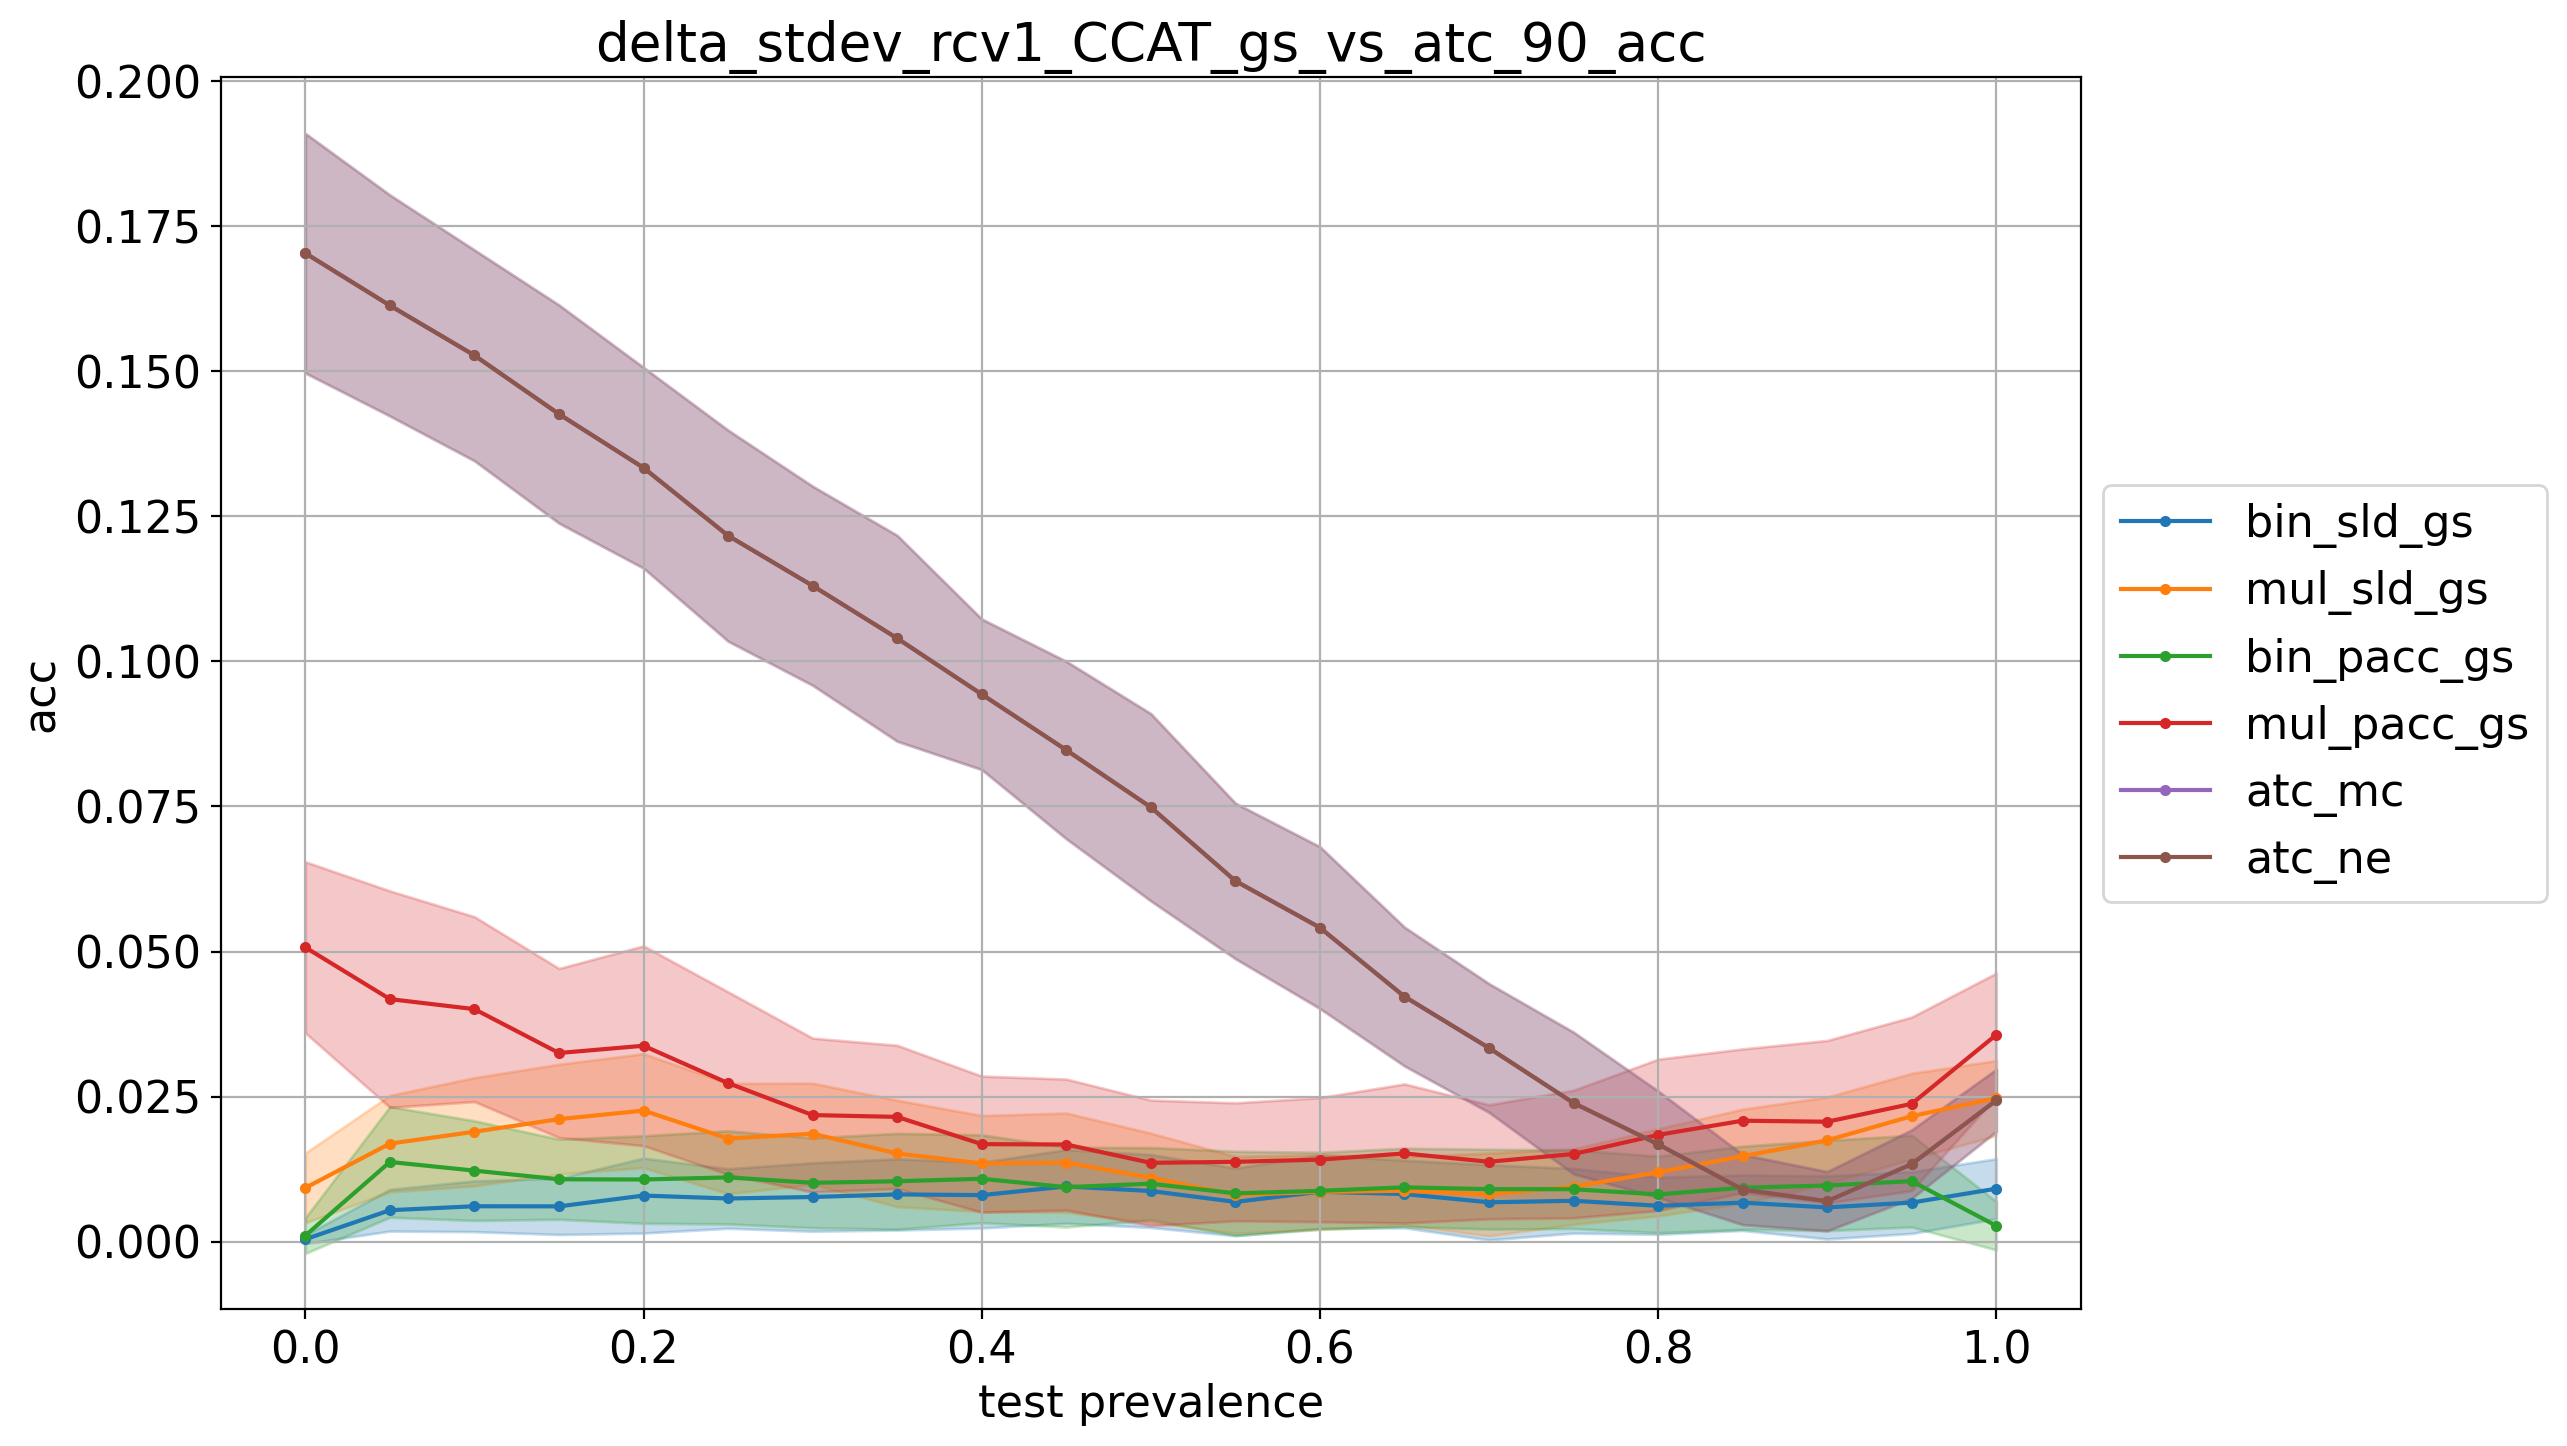 delta_stdev_rcv1_CCAT_gs_vs_atc_90_acc
0.200
0.175
0.150
0.125
0.100
0.075
0.050
0.025
0.000
acc
0.0 0.2 0.4 0.6 0.8 1.0
test prevalence
bin_sld_gs
mul_sld_gs
bin_pacc_gs
mul_pacc_gs
atc_mc
atc_ne